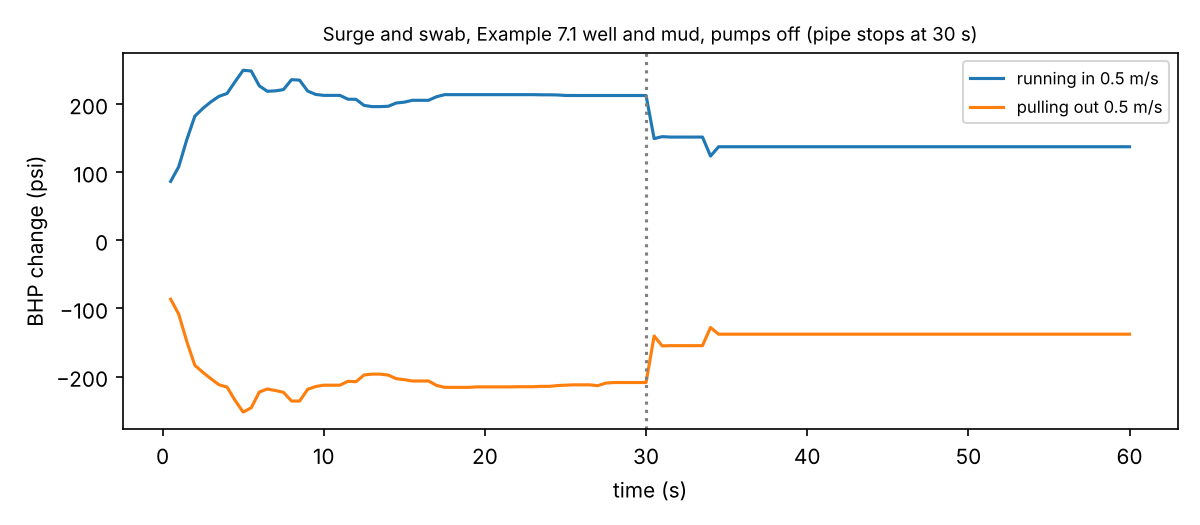 Surge and swab, Example 7.1 well and mud, pumps off (pipe stops at 30 s)
running in 0.5 m/s
pulling out 0.5 m/s
BHP change (psi)
200
100
0
−100
−200
0
10
20
30
40
50
60
time (s)